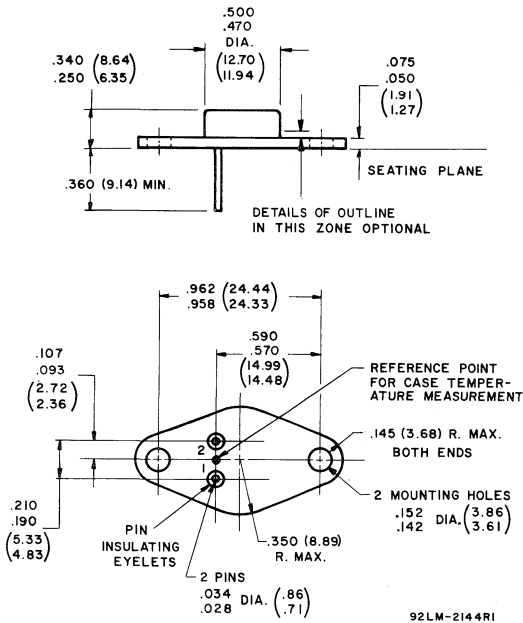 .500
.470
DIA.
(12.70
11.94)
.340 (8.64
.250 6.35)
.075
.050
(1.91
1.27)
SEATING PLANE
.360 (9.14) MIN.
DETAILS OF OUTLINE
IN THIS ZONE OPTIONAL
.962 (24.44
.958 24.33)
.590
.570
(14.99
14.48)
.107
.093
(2.72
2.36)
REFERENCE POINT
FOR CASE TEMPER-
ATURE MEASUREMENT
.145 (3.68) R. MAX.
BOTH ENDS
2
1
2 MOUNTING HOLES
.152
.142 DIA. (3.86
3.61)
.210
.190
(5.33
4.83)
PIN
INSULATING
EYELETS
.350 (8.89)
R. MAX.
2 PINS
.034
.028 DIA. (.86
.71)
92LM-2144R1